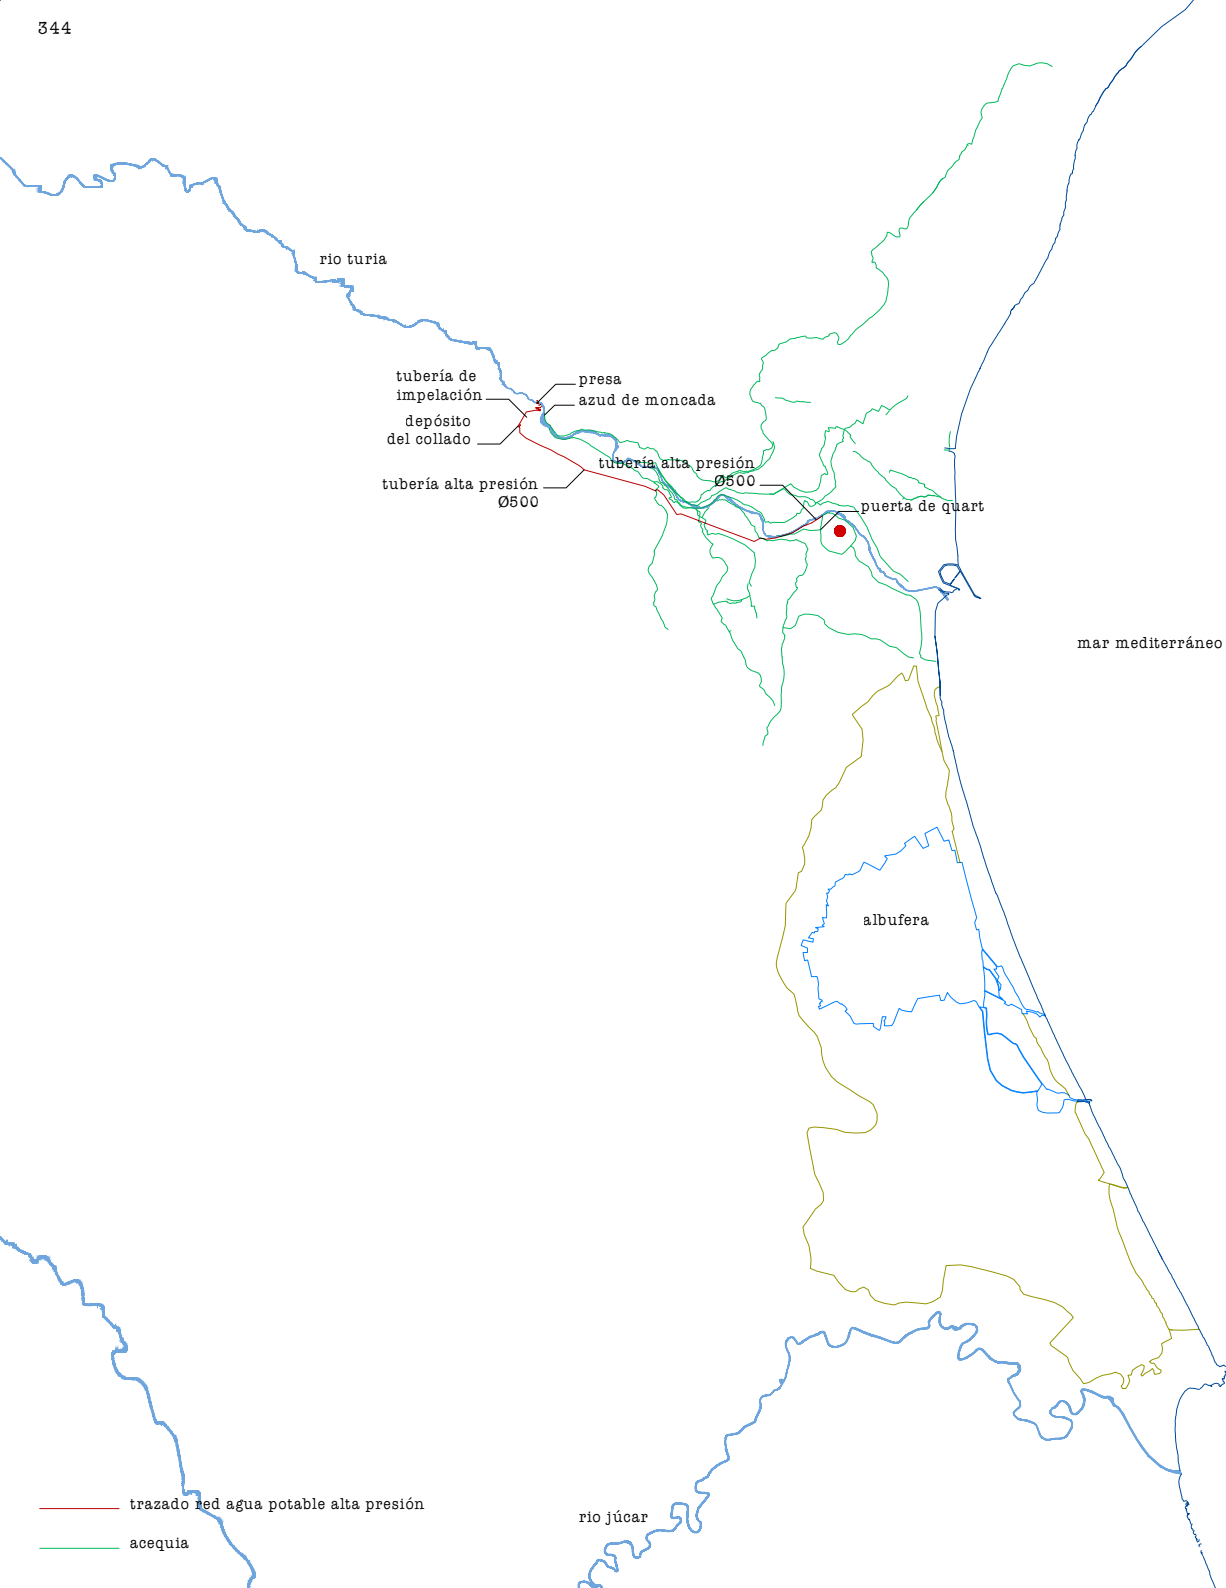 344
rio turia
tubería de
impelación
presa
azud de moncada
depósito
del collado
tubería alta presión
Ø500
tubería alta presión
Ø500
puerta de quart
mar mediterráneo
albufera
rio júcar
trazado red agua potable alta presión
acequia